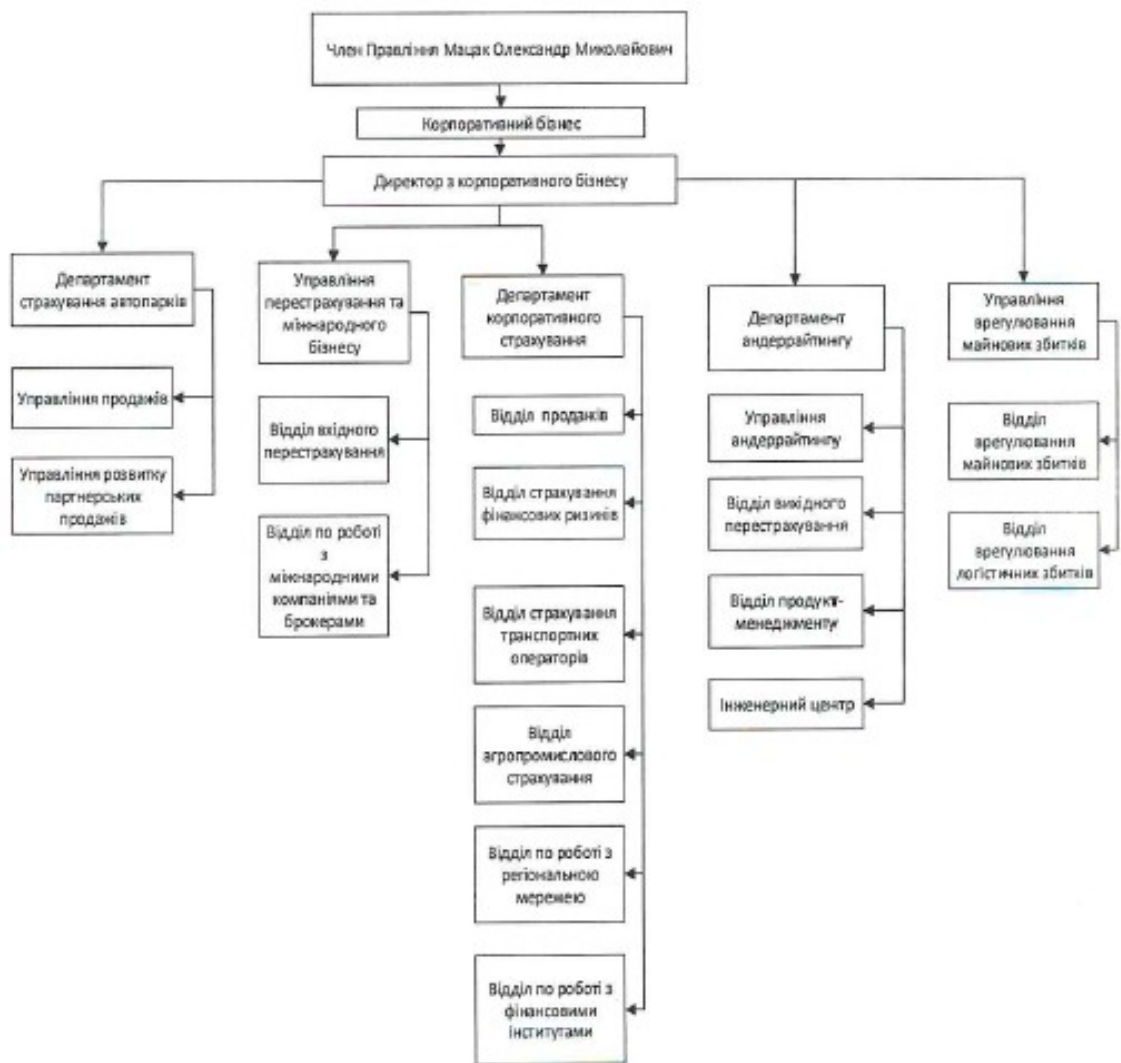 Член Правління Мацак Олександр Миколайович
Корпоративний бізнес
Директор з корпоративного бізнесу
Департамент
страхування автопарків
Управління продажів
Управління розвитку
партнерських
продажів
Управління
перестрахування та
міжнародного
бізнесу
Відділ вхідного
перестрахування
Відділ по роботі
з
міжнародними
компаніями та
брокерами
Департамент
корпоративного
страхування
Відділ продажів
Відділ страхування
фінансових ризиків
Відділ страхування
транспортних
операторів
Відділ
агропромислового
страхування
Відділ по роботі з
регіональною
мережею
Відділ по роботі з
фінансовими
інститутами
Департамент
андеррайтингу
Управління
андеррайтингу
Відділ вихідного
перестрахування
Відділ продукт-
менеджменту
Інженерний центр
Управління
врегулювання
майнових збитків
Відділ
врегулювання
майнових збитків
Відділ
врегулювання
логістичних збитків